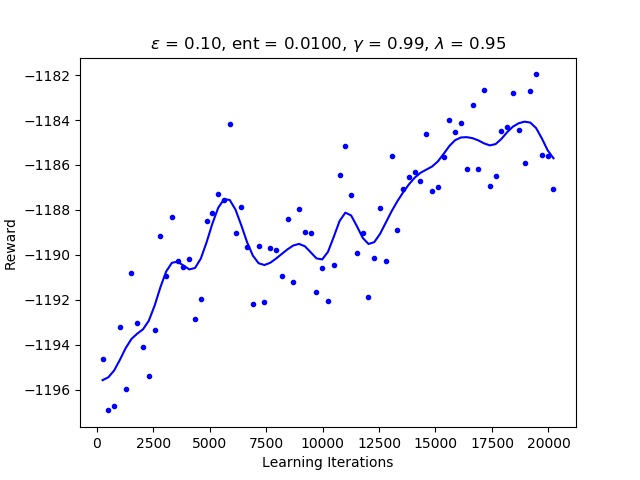 ε = 0.10, ent = 0.0100, γ = 0.99, λ = 0.95
−1182
−1184
−1186
−1188
−1190
−1192
−1194
−1196
Reward
0 2500 5000 7500 10000 12500 15000 17500 20000
Learning Iterations